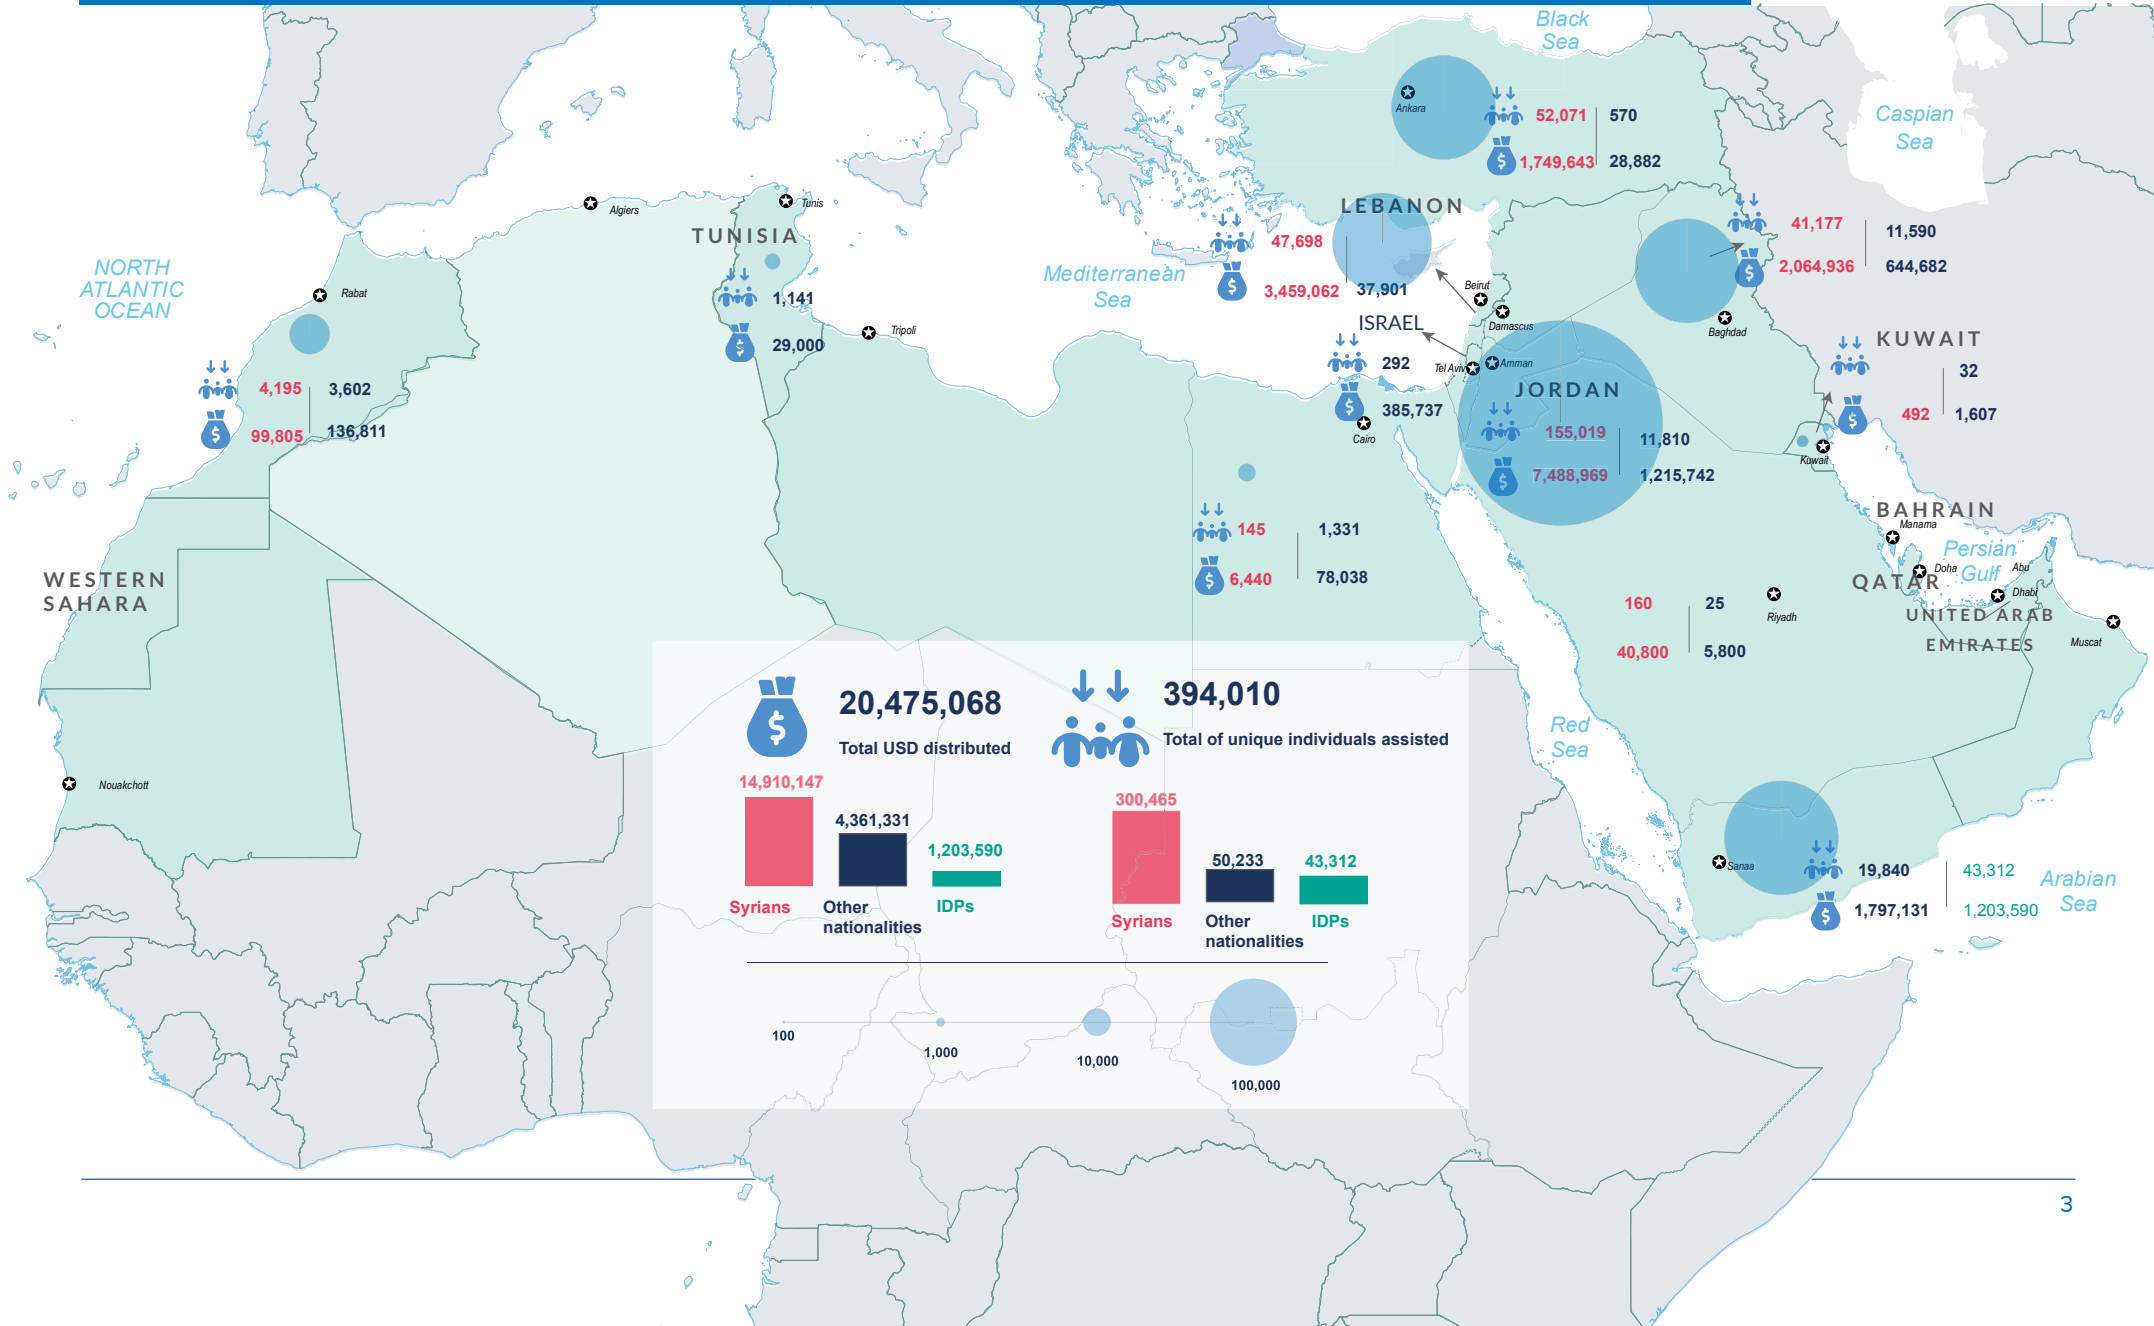 Black
Sea
Caspian
Sea
Ankara
52,071 570
1,749,643 28,882
Algiers
Tunis
TUNISIA
1,141
29,000
NORTH
ATLANTIC
OCEAN
Rabat
4,195 3,602
99,805 136,811
Tripoli
Mediterranean
Sea
LEBANON
47,698
3,459,062 37,901
Beirut
Damascus
ISRAEL
292
385,737
Tel Aviv
Amman
Cairo
41,177 11,590
2,064,936 644,682
Baghdad
KUWAIT
32
492 1,607
Kuwait
JORDAN
155,019 11,810
7,488,969 1,215,742
145 1,331
6,440 78,038
BAHRAIN
Manama
Persian
Gulf
Doha
QATAR
Abu
Dhabi
UNITED ARAB
EMIRATES
Muscat
Riyadh
160 25
40,800 5,800
WESTERN
SAHARA
Nouakchott
Red
Sea
Sanaa
19,840 43,312
1,797,131 1,203,590
Arabian
Sea
20,475,068
Total USD distributed
14,910,147
4,361,331
1,203,590
Syrians
Other
nationalities
IDPs
394,010
Total of unique individuals assisted
300,465
50,233
43,312
Syrians
Other
nationalities
IDPs
100
1,000
10,000
100,000
3